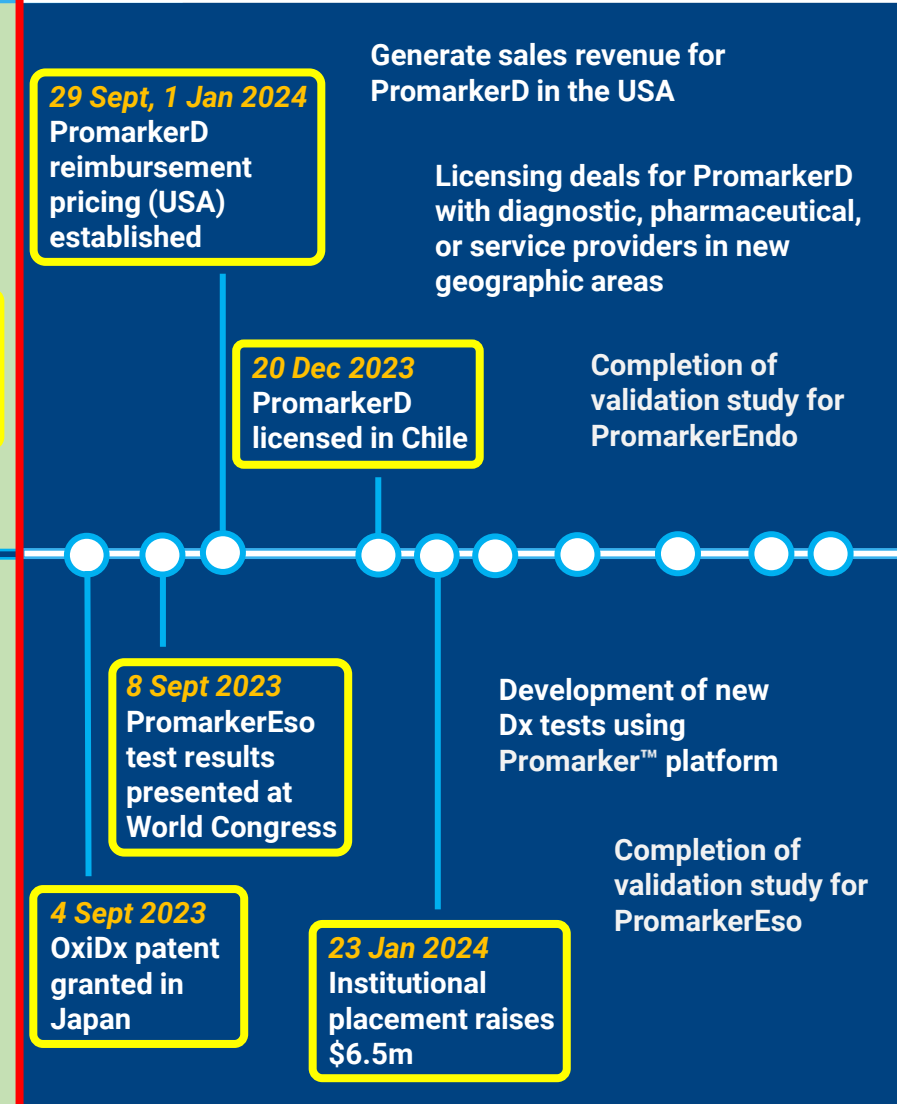 Generate sales revenue for
PromarkerD in the USA
29 Sept, 1 Jan 2024
PromarkerD
reimbursement
pricing (USA)
established
Licensing deals for PromarkerD
with diagnostic, pharmaceutical,
or service providers in new
geographic areas
20 Dec 2023
PromarkerD
licensed in Chile
Completion of
validation study for
PromarkerEndo
8 Sept 2023
PromarkerEso
test results
presented at
World Congress
Development of new
Dx tests using
Promarker™ platform
Completion of
validation study for
PromarkerEso
4 Sept 2023
OxiDx patent
granted in
Japan
23 Jan 2024
Institutional
placement raises
$6.5m